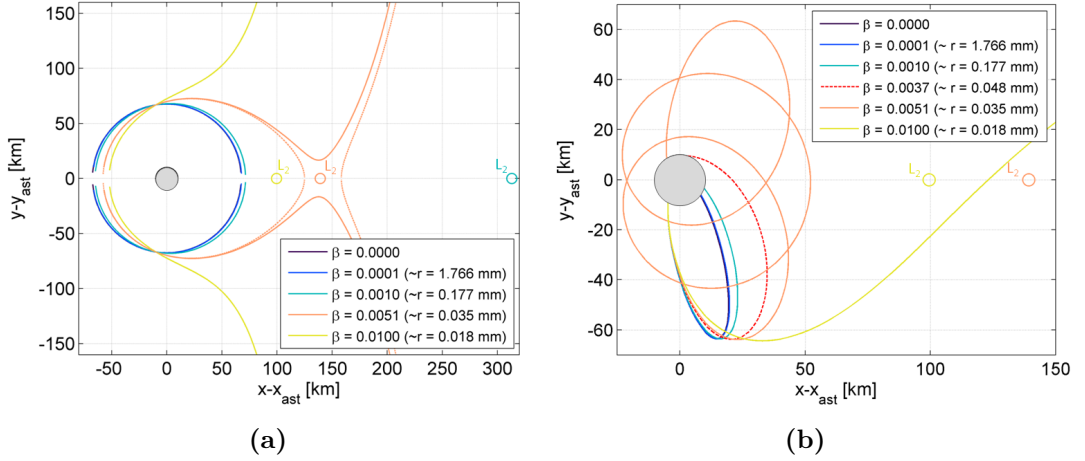 150
100
50
0
-50
-100
-150
y-y_ast [km]
L₂
L₂
L₂
β = 0.0000
β = 0.0001 (~r = 1.766 mm)
β = 0.0010 (~r = 0.177 mm)
β = 0.0051 (~r = 0.035 mm)
β = 0.0100 (~r = 0.018 mm)
-50 0 50 100 150 200 250 300
x-x_ast [km]
(a)
60
40
20
0
-20
-40
-60
y-y_ast [km]
β = 0.0000
β = 0.0001 (~ r = 1.766 mm)
β = 0.0010 (~ r = 0.177 mm)
β = 0.0037 (~ r = 0.048 mm)
β = 0.0051 (~ r = 0.035 mm)
β = 0.0100 (~ r = 0.018 mm)
L₂
L₂
0 50 100 150
x-x_ast [km]
(b)